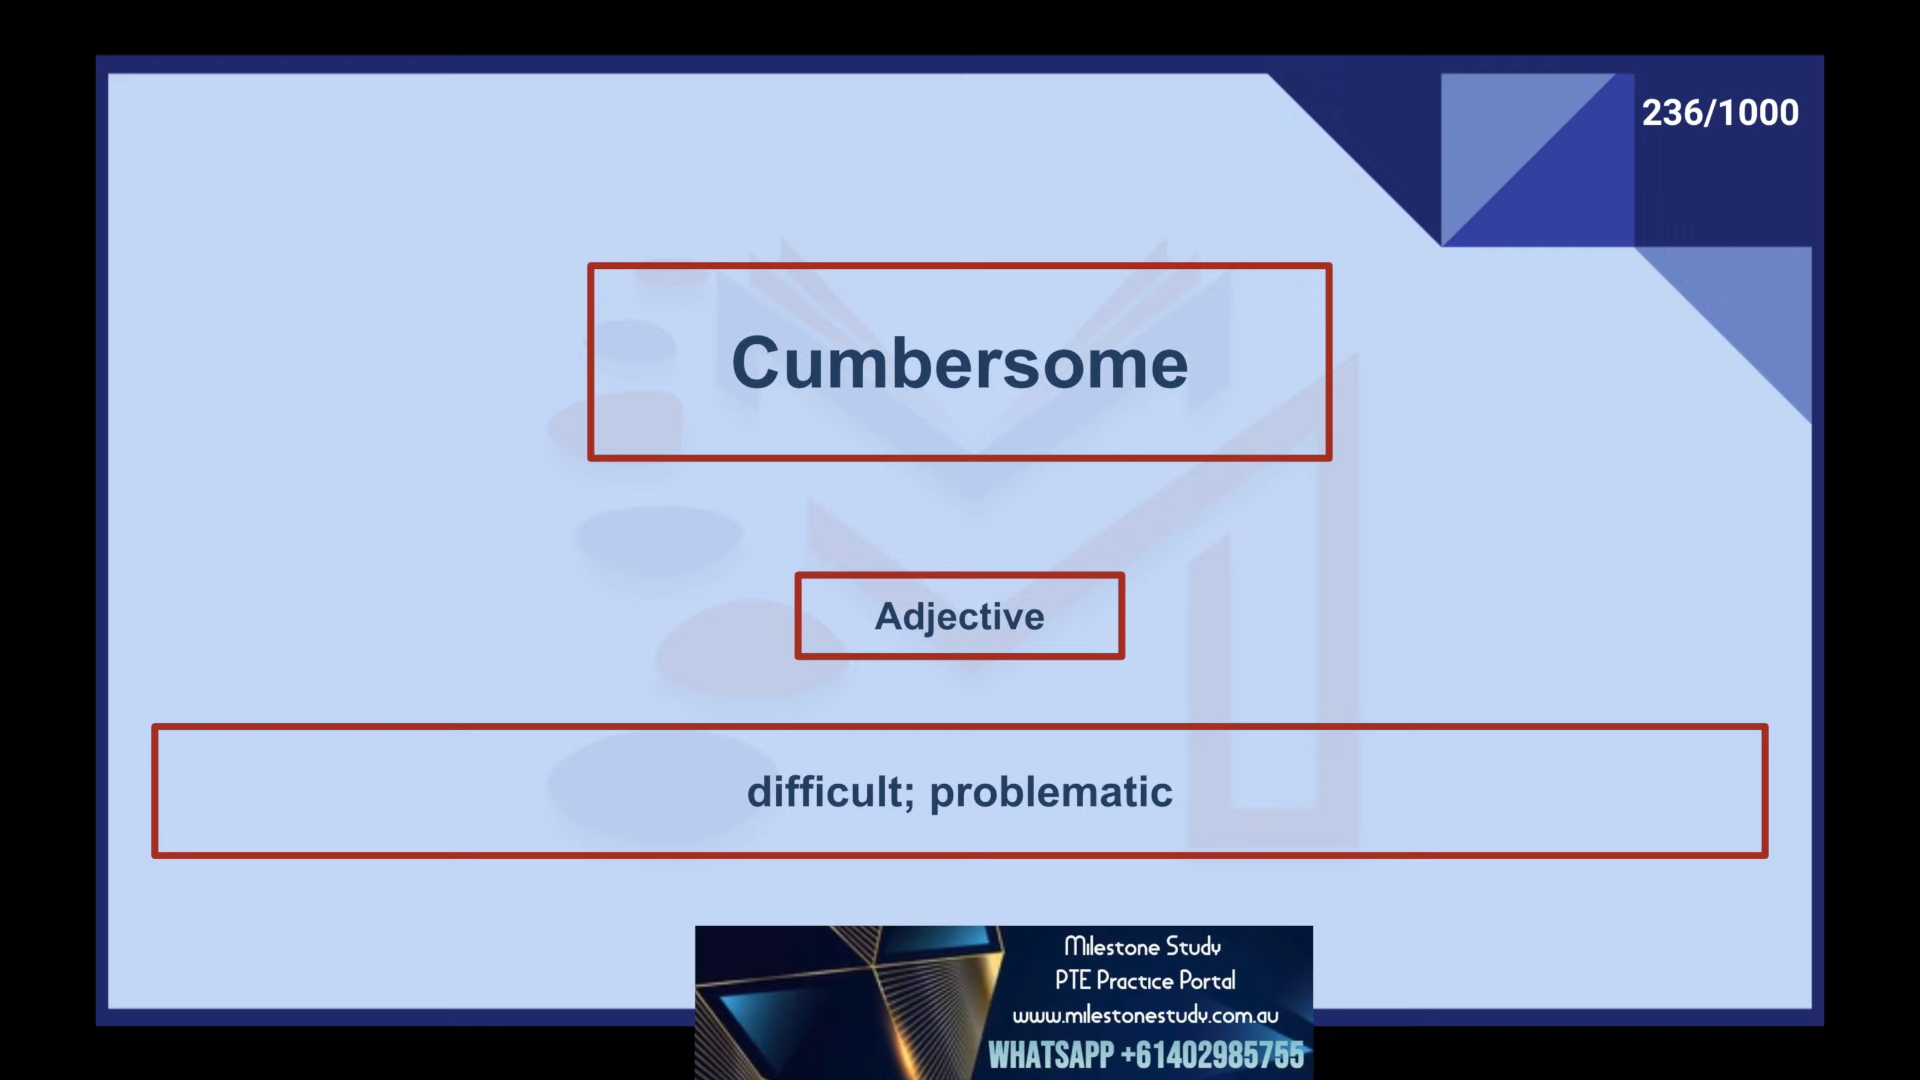 236/1000
Cumbersome
Adjective
difficult; problematic
Milestone Study
PTE Practice Portal
www.milestonestudy.com.au
WHATSAPP +61402985755